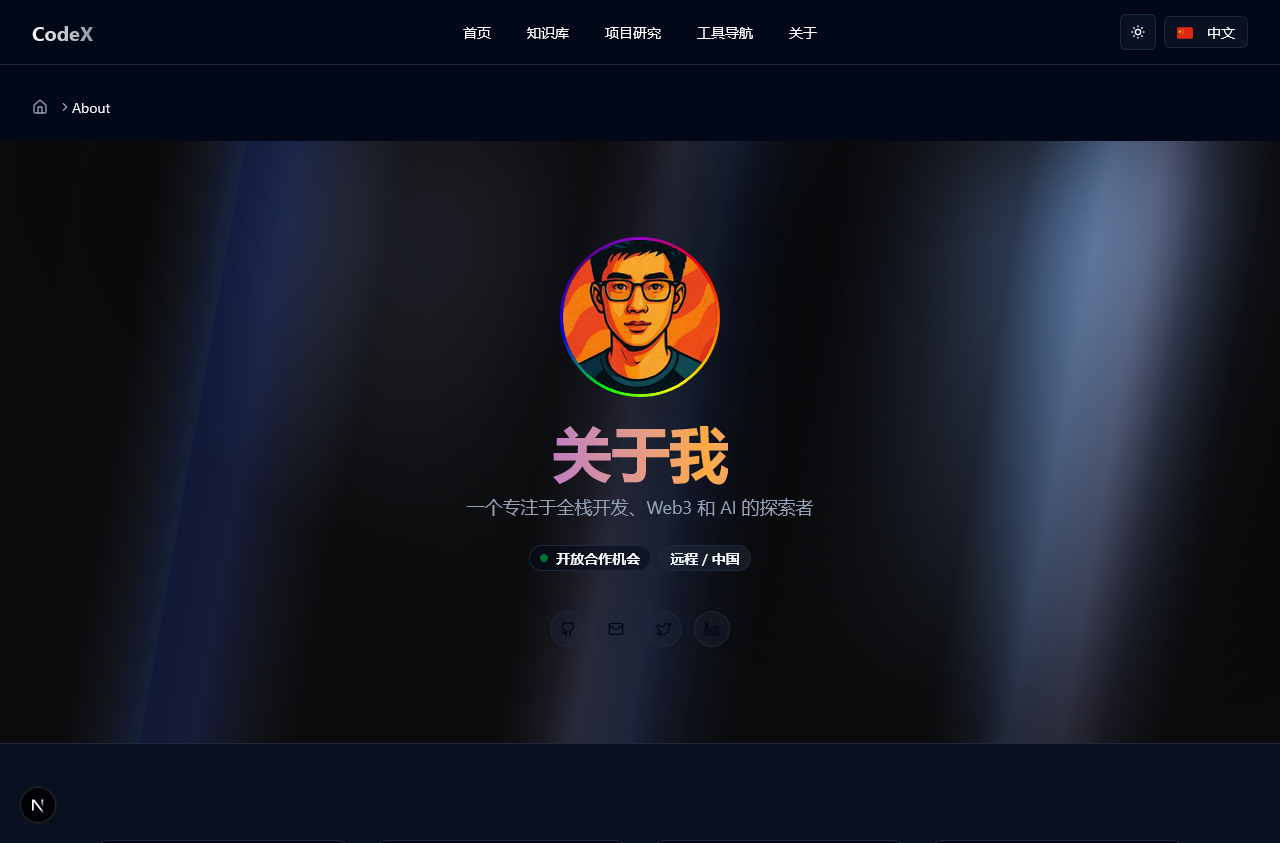 CodeX
首页 知识库 项目研究 工具导航 关于
中文
About
关于我
一个专注于全栈开发、Web3 和 AI 的探索者
开放合作机会 远程 / 中国
N